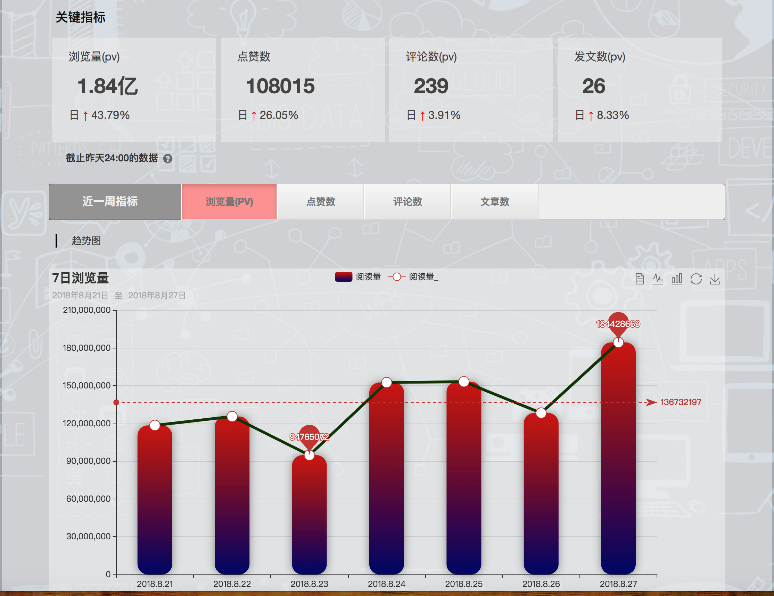 关键指标
浏览量(pv)
1.84亿
日 ↑ 43.79%
点赞数
108015
日 ↑ 26.05%
评论数(pv)
239
日 ↑ 3.91%
发文数(pv)
26
日 ↑ 8.33%
截止昨天24:00的数据 ?
近一周指标
浏览量(PV)
点赞数
评论数
文章数
趋势图
7日浏览量
2018年8月21日 至 2018年8月27日
阅读量
阅读量_
210,000,000
180,000,000
150,000,000
120,000,000
90,000,000
60,000,000
30,000,000
0
136732197
2018.8.21
2018.8.22
2018.8.23
2018.8.24
2018.8.25
2018.8.26
2018.8.27